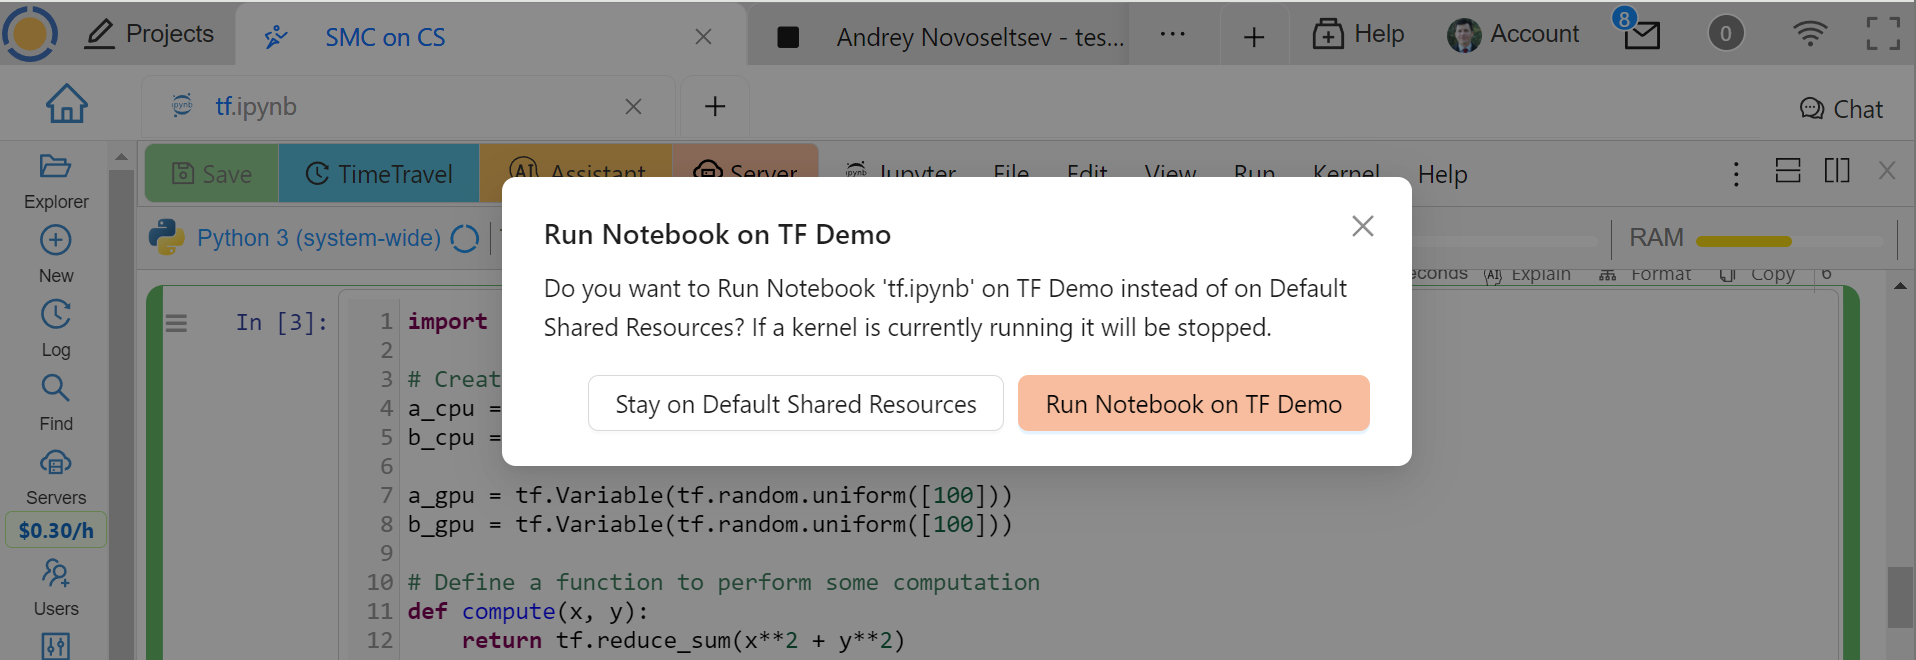 Projects
SMC on CS
Andrey Novoseltsev - tes...
Help
Account
8
0
tf.ipynb
Chat
Save
TimeTravel
Assistant
Server
Jupyter
File
Edit
View
Run
Kernel
Help
Explorer
New
Log
Find
Servers
$0.30/h
Users
Python 3 (system-wide)
RAM
econds
Explain
Format
Copy
6
Run Notebook on TF Demo
Do you want to Run Notebook 'tf.ipynb' on TF Demo instead of on Default
Shared Resources? If a kernel is currently running it will be stopped.
Stay on Default Shared Resources
Run Notebook on TF Demo
In [3]:
1 import
2
3 # Creat
4 a_cpu =
5 b_cpu =
6
7 a_gpu = tf.Variable(tf.random.uniform([100]))
8 b_gpu = tf.Variable(tf.random.uniform([100]))
9
10 # Define a function to perform some computation
11 def compute(x, y):
12     return tf.reduce_sum(x**2 + y**2)